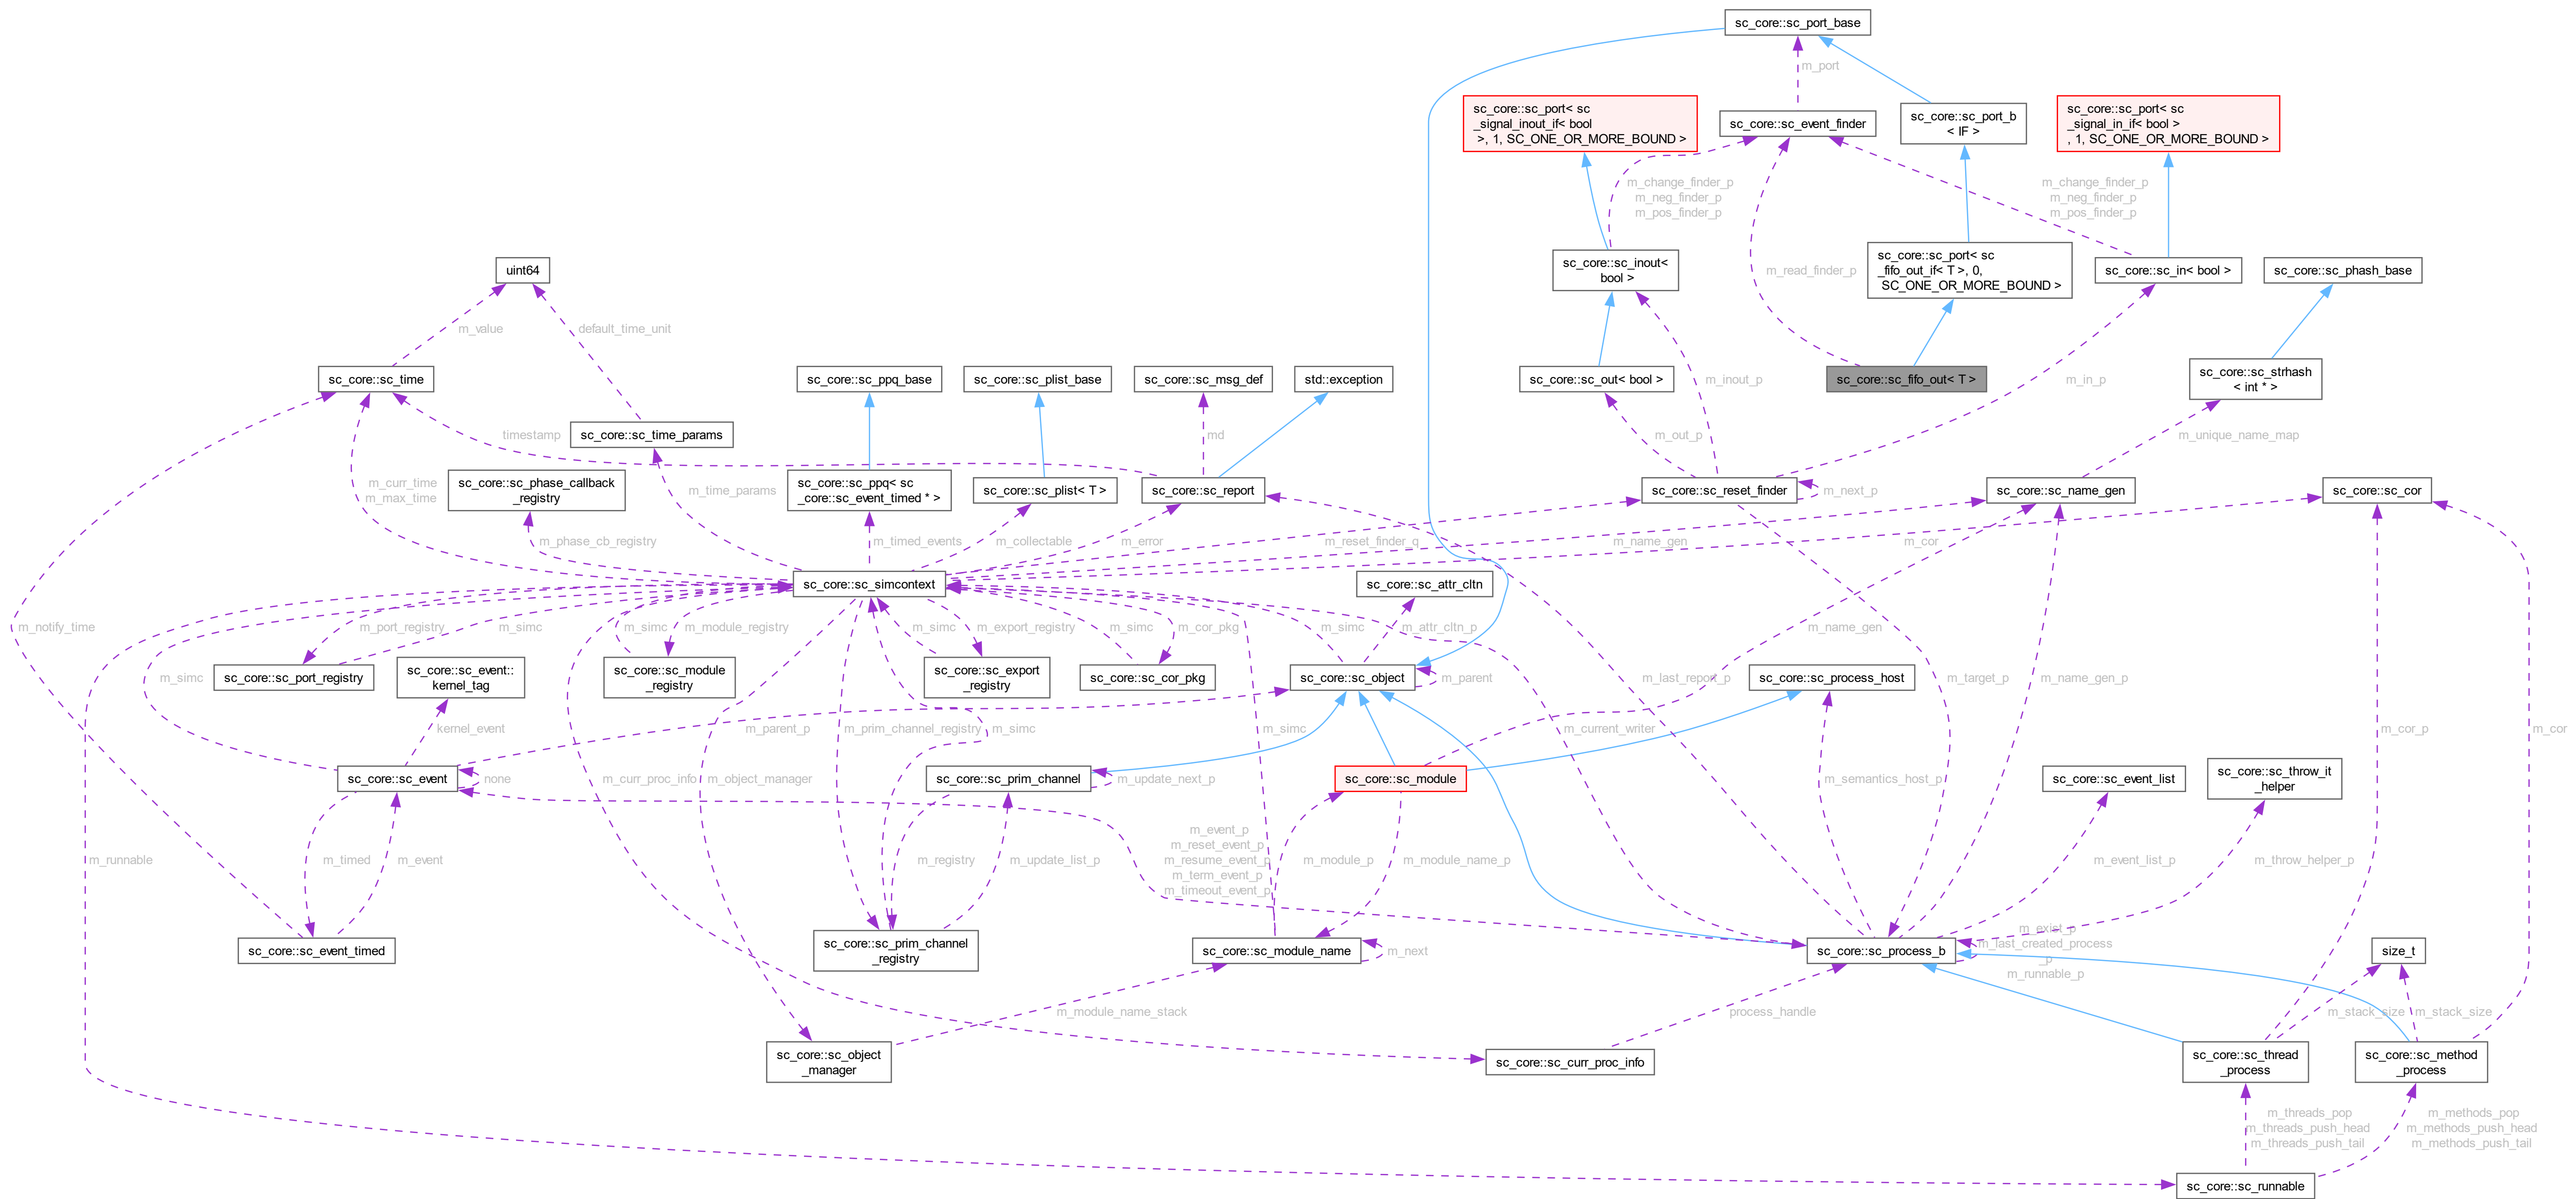 sc_core::sc_port_base
m_port
sc_core::sc_port< sc
_signal_inout_if< bool
>, 1, SC_ONE_OR_MORE_BOUND >
sc_core::sc_event_finder
sc_core::sc_port_b
< IF >
sc_core::sc_port< sc
_signal_in_if< bool >
, 1, SC_ONE_OR_MORE_BOUND >
m_change_finder_p
m_neg_finder_p
m_pos_finder_p
m_change_finder_p
m_neg_finder_p
m_pos_finder_p
uint64
sc_core::sc_inout<
bool >
m_read_finder_p
sc_core::sc_port< sc
_fifo_out_if< T >, 0,
SC_ONE_OR_MORE_BOUND >
sc_core::sc_in< bool >
sc_core::sc_phash_base
m_value
default_time_unit
sc_core::sc_time
sc_core::sc_ppq_base
sc_core::sc_plist_base
sc_core::sc_msg_def
std::exception
sc_core::sc_out< bool >
m_inout_p
sc_core::sc_fifo_out< T >
m_in_p
sc_core::sc_strhash
< int * >
timestamp
sc_core::sc_time_params
md
m_out_p
m_unique_name_map
m_curr_time
m_max_time
sc_core::sc_phase_callback
_registry
m_time_params
sc_core::sc_ppq< sc
_core::sc_event_timed * >
sc_core::sc_plist< T >
sc_core::sc_report
sc_core::sc_reset_finder
m_next_p
sc_core::sc_name_gen
sc_core::sc_cor
m_phase_cb_registry
m_timed_events
m_collectable
m_error
m_reset_finder_q
m_name_gen
m_cor
sc_core::sc_simcontext
sc_core::sc_attr_cltn
m_notify_time
m_port_registry
m_simc
m_simc
m_module_registry
m_simc
m_export_registry
m_simc
m_cor_pkg
m_simc
m_attr_cltn_p
m_name_gen
m_simc
sc_core::sc_port_registry
sc_core::sc_event::
kernel_tag
sc_core::sc_module
_registry
sc_core::sc_export
_registry
sc_core::sc_cor_pkg
sc_core::sc_object
m_parent
m_last_report_p
sc_core::sc_process_host
m_target_p
m_name_gen_p
kernel_event
m_parent_p
m_prim_channel_registry
m_simc
m_simc
m_current_writer
m_cor_p
m_cor
sc_core::sc_event
none
m_curr_proc_info
m_object_manager
sc_core::sc_prim_channel
m_update_next_p
sc_core::sc_module
m_semantics_host_p
sc_core::sc_event_list
sc_core::sc_throw_it
_helper
m_runnable
m_timed
m_event
m_registry
m_update_list_p
m_event_p
m_reset_event_p
m_resume_event_p
m_term_event_p
m_timeout_event_p
m_module_p
m_module_name_p
m_event_list_p
m_throw_helper_p
sc_core::sc_event_timed
sc_core::sc_prim_channel
_registry
sc_core::sc_module_name
m_next
sc_core::sc_process_b
m_exist_p
m_last_created_process
_p
m_runnable_p
size_t
m_module_name_stack
process_handle
m_stack_size
m_stack_size
sc_core::sc_object
_manager
sc_core::sc_curr_proc_info
sc_core::sc_thread
_process
sc_core::sc_method
_process
m_threads_pop
m_threads_push_head
m_threads_push_tail
m_methods_pop
m_methods_push_head
m_methods_push_tail
sc_core::sc_runnable